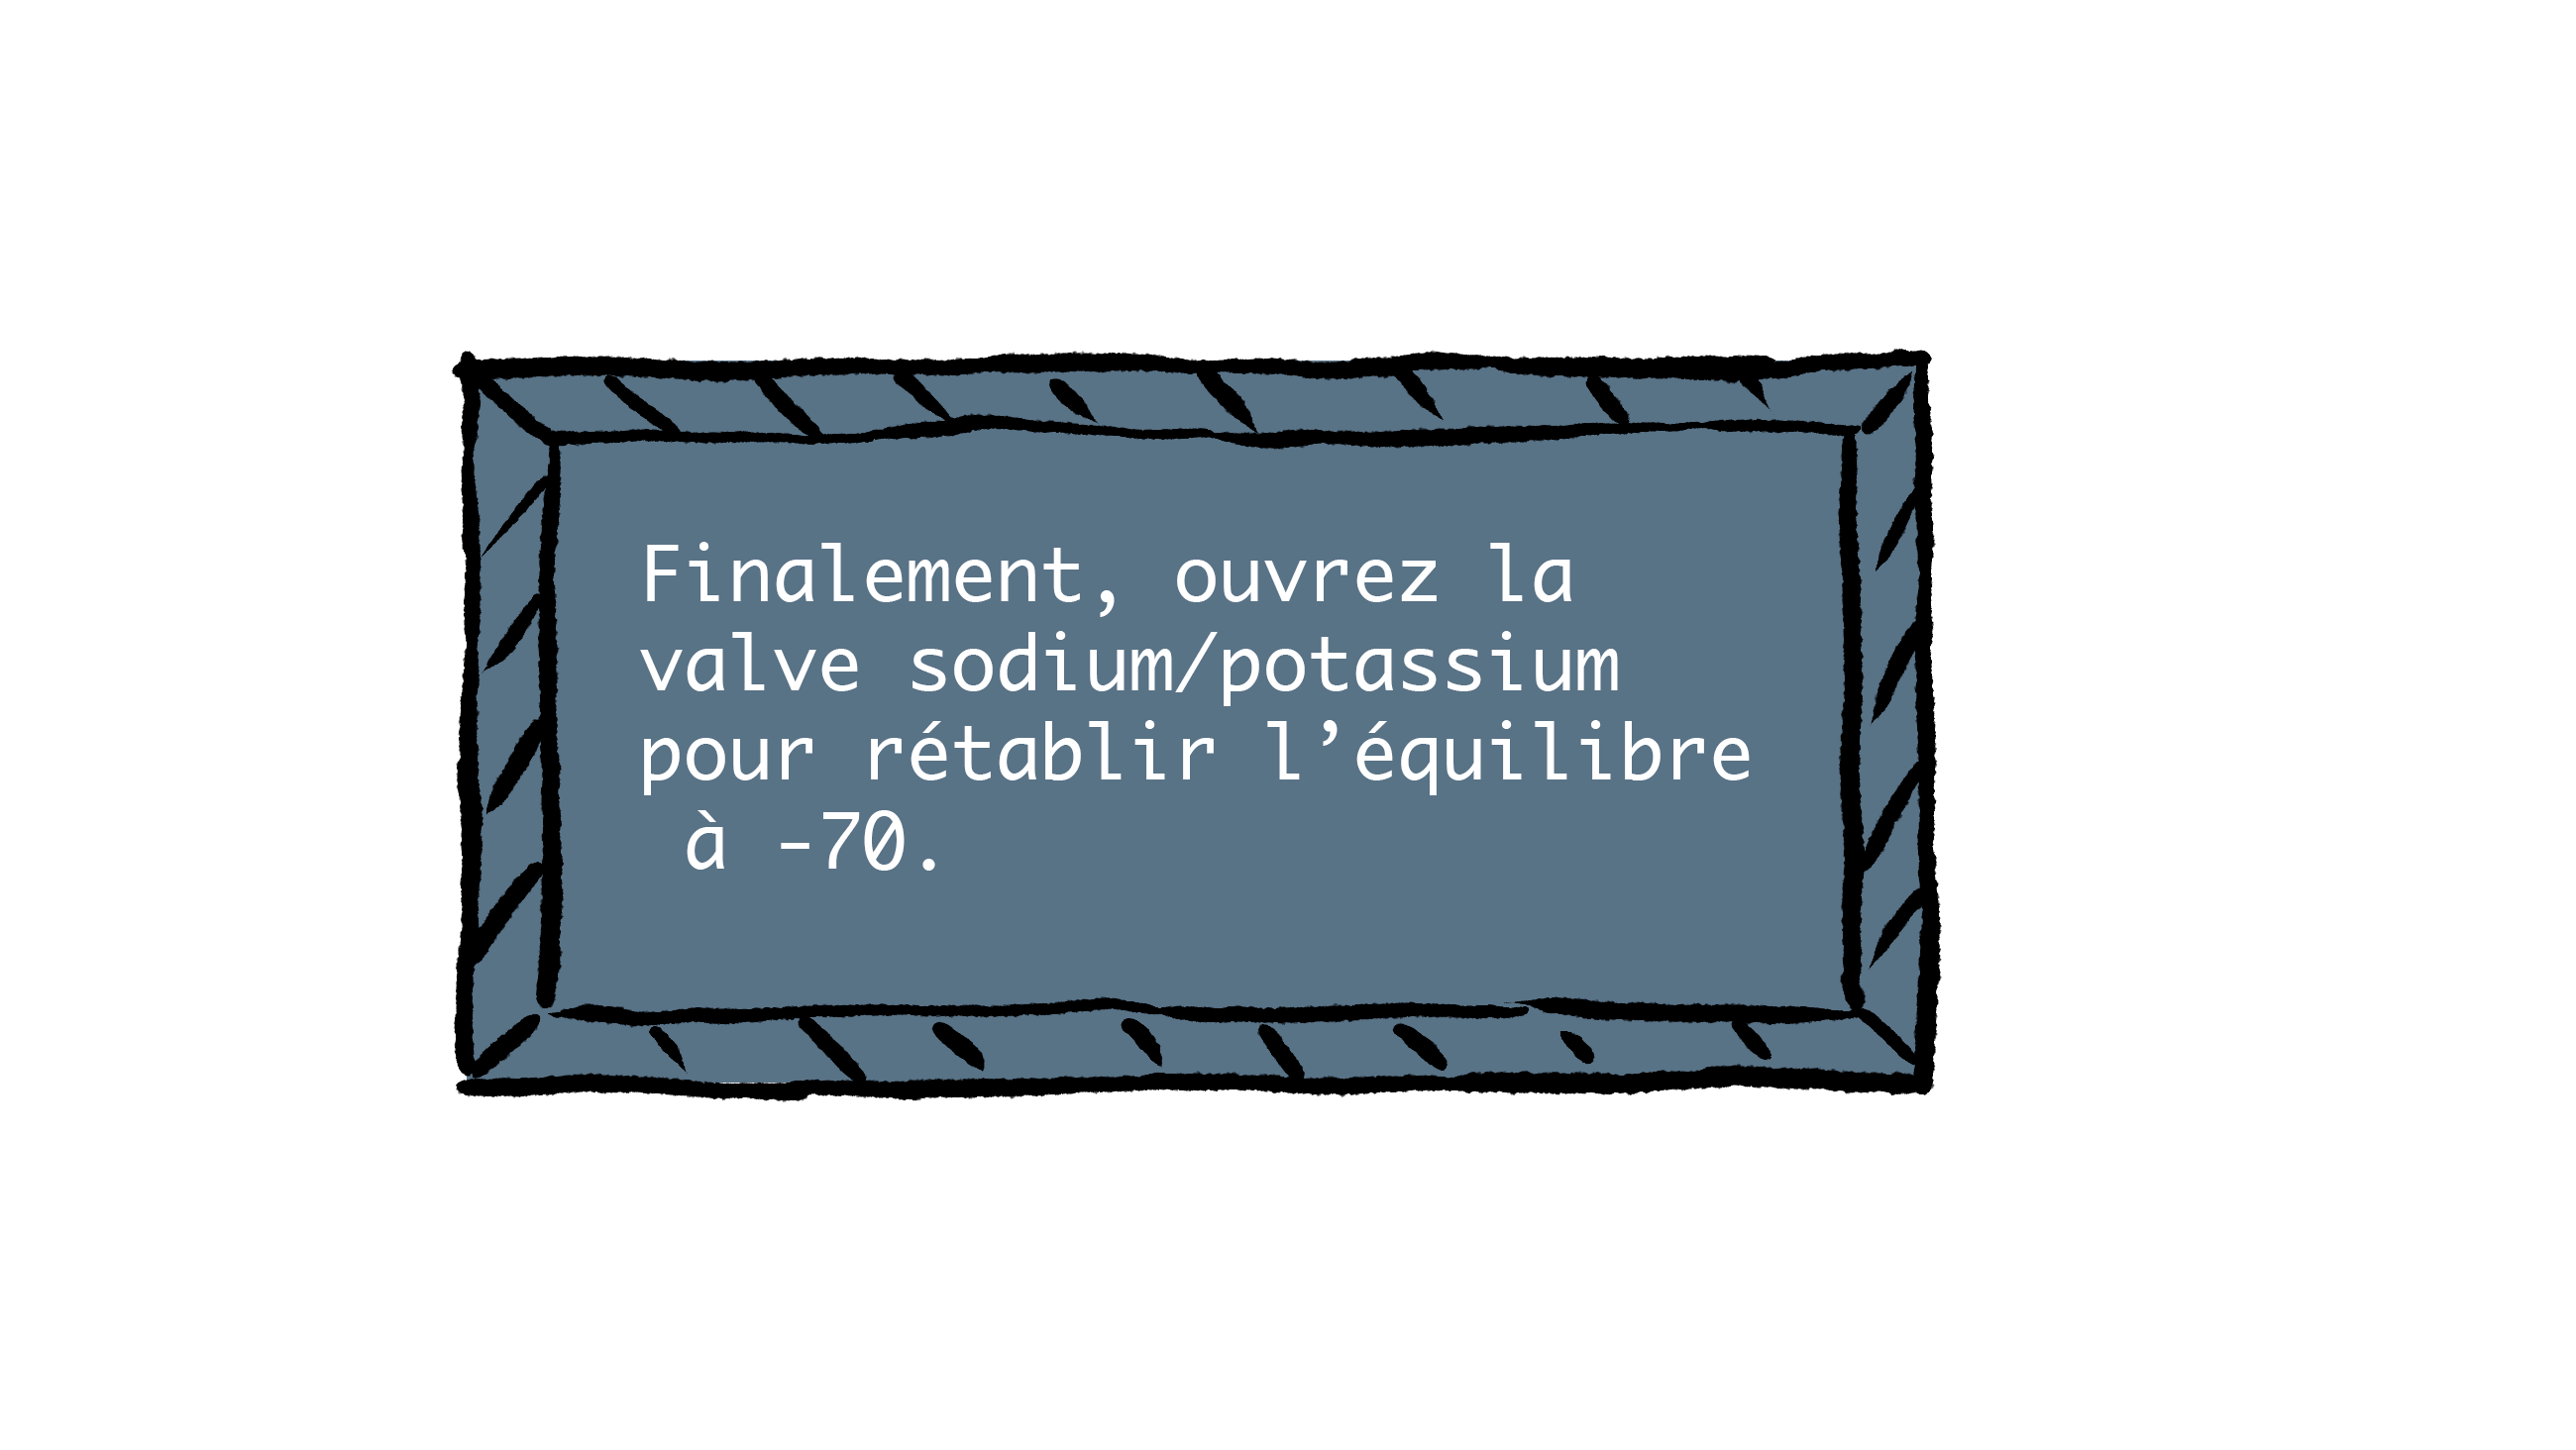 Finalement, ouvrez la
valve sodium/potassium
pour rétablir l’équilibre
à -70.